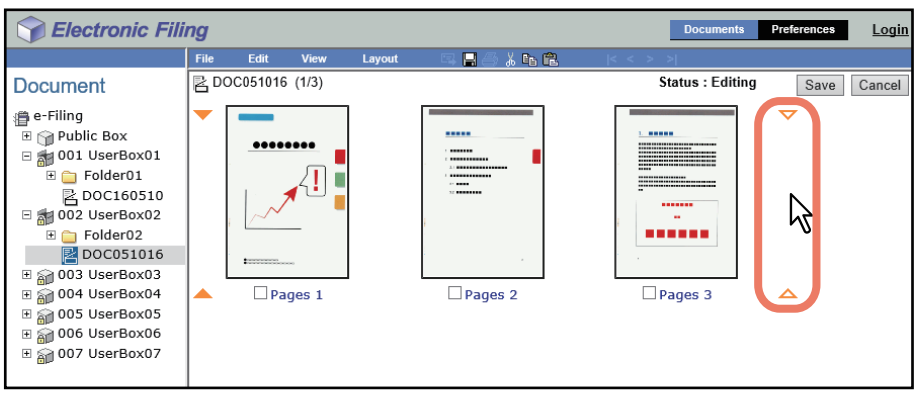 Electronic Filing
Documents Preferences Login
File Edit View Layout
Document
DOC051016 (1/3) Status : Editing Save Cancel
e-Filing
Public Box
001 UserBox01
Folder01
DOC160510
002 UserBox02
Folder02
DOC051016
003 UserBox03
004 UserBox04
005 UserBox05
006 UserBox06
007 UserBox07
!
Pages 1 Pages 2 Pages 3